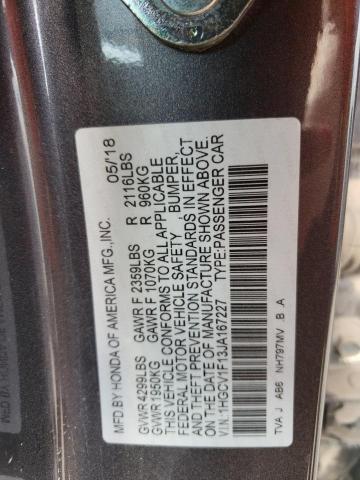 MFD BY HONDA OF AMERICA MFG.,INC. 05/18
GVWR 4299LBS GAWR F 2359LBS R 2116LBS
GVWR 1950KG GAWR F 1070KG R 960KG
THIS VEHICLE CONFORMS TO ALL APPLICABLE
FEDERAL MOTOR VEHICLE SAFETY, BUMPER,
AND THEFT PREVENTION STANDARDS IN EFFECT
ON THE DATE OF MANUFACTURE SHOWN ABOVE.
V.I.N.:1HGCV1F13JA167227 TYPE:PASSENGER CAR
TVA J AB6 NH797MV B .A